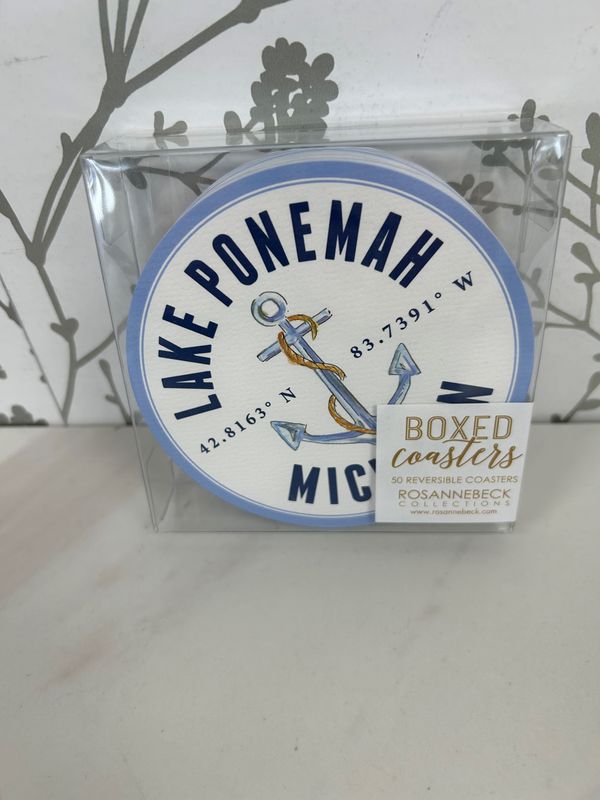 LAKE PONEMAH
83.7391° W
42.8163° N
BOXED
coasters
50 REVERSIBLE COASTERS
ROSANNEBECK
COLLECTIONS
www.rosannebeck.com